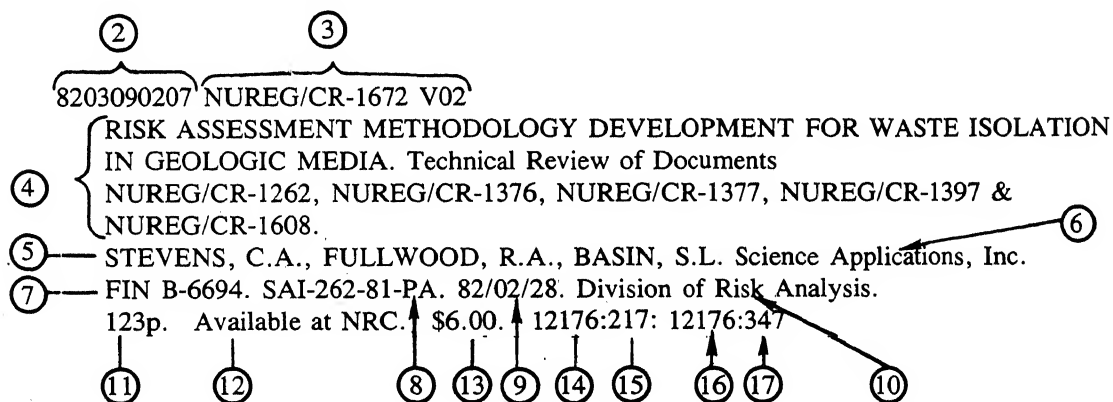 ② ③
8203090207 NUREG/CR-1672 V02
RISK ASSESSMENT METHODOLOGY DEVELOPMENT FOR WASTE ISOLATION
IN GEOLOGIC MEDIA. Technical Review of Documents
④ NUREG/CR-1262, NUREG/CR-1376, NUREG/CR-1377, NUREG/CR-1397 &
NUREG/CR-1608.
⑥
⑤ STEVENS, C.A., FULLWOOD, R.A., BASIN, S.L. Science Applications, Inc.
⑦ FIN B-6694. SAI-262-81-PA. 82/02/28. Division of Risk Analysis.
123p. Available at NRC. $6.00. 12176:217: 12176:347
⑪ ⑫ ⑧ ⑬ ⑨ ⑭ ⑮ ⑯ ⑰ ⑩